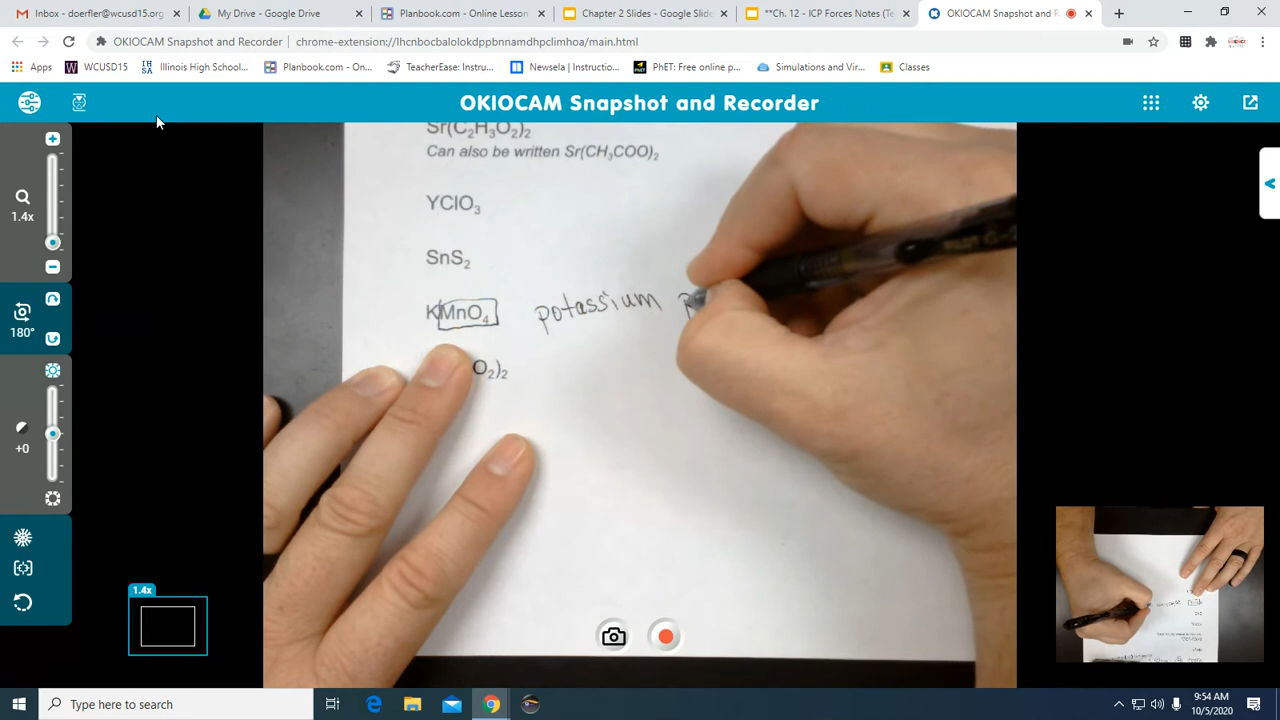 Inbox - doerfler@wcusd15.org
My Drive - Google Drive
Planbook.com - Online Lesson
Chapter 2 Slides - Google Slide
**Ch. 12 - ICP Forces Notes (Te
OKIOCAM Snapshot and R
OKIOCAM Snapshot and Recorder
chrome-extension://lhcnbocbalolokdppbnnamdhpclimhoa/main.html
Apps
WCUSD15
Illinois High School...
Planbook.com - On...
TeacherEase: Instru...
Newsela | Instructio...
PhET: Free online p...
Simulations and Vir...
Classes
OKIOCAM Snapshot and Recorder
Sr(C₂H₃O₂)₂
Can also be written Sr(CH₃COO)₂
YClO₃
SnS₂
KMnO₄ potassium p
O₂)₂
1.4x
180°
+0
1.4x
Type here to search
9:54 AM
10/5/2020